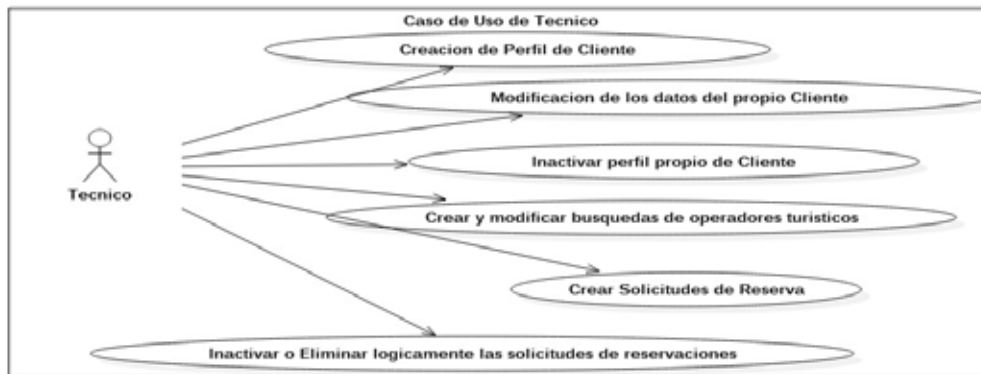 Caso de Uso de Tecnico
Creacion de Perfil de Cliente
Modificacion de los datos del propio Cliente
Inactivar perfil propio de Cliente
Tecnico
Crear y modificar busquedas de operadores turísticos
Crear Solicitudes de Reserva
Inactivar o Eliminar logicamente las solicitudes de reservaciones